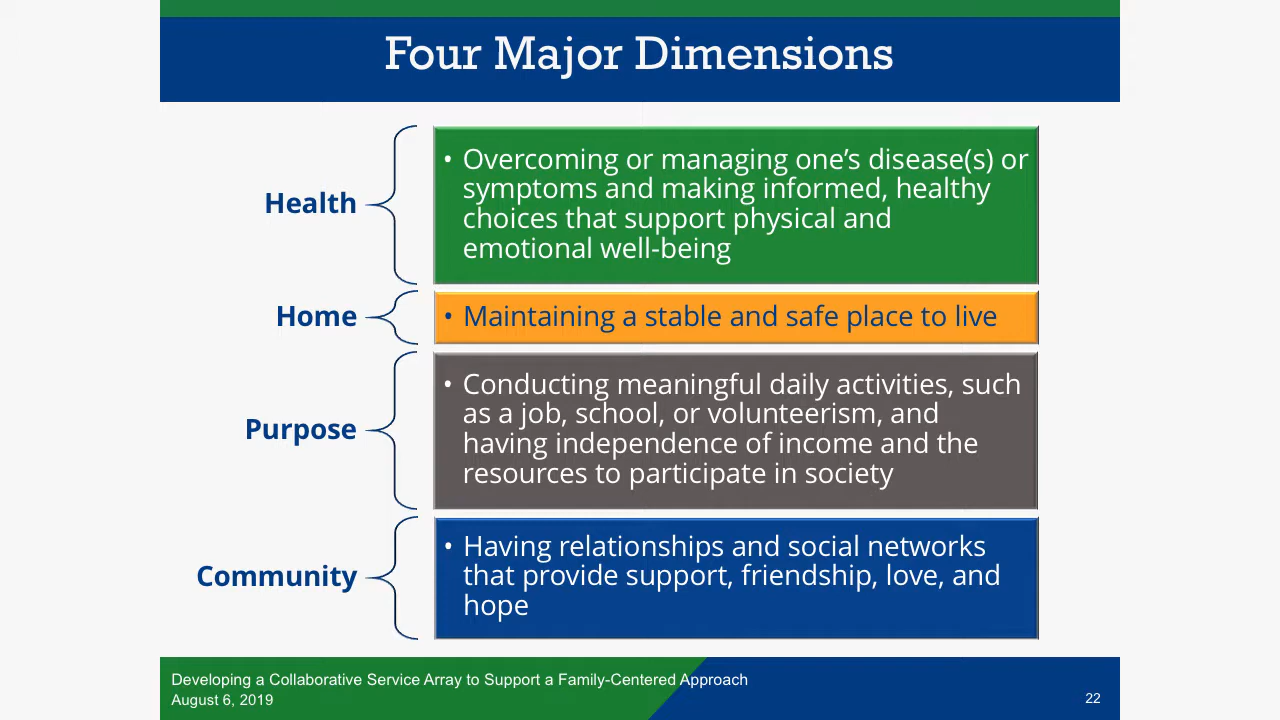 Four Major Dimensions
Health
• Overcoming or managing one’s disease(s) or
symptoms and making informed, healthy
choices that support physical and
emotional well-being
Home
• Maintaining a stable and safe place to live
Purpose
• Conducting meaningful daily activities, such
as a job, school, or volunteerism, and
having independence of income and the
resources to participate in society
Community
• Having relationships and social networks
that provide support, friendship, love, and
hope
Developing a Collaborative Service Array to Support a Family-Centered Approach
August 6, 2019
22